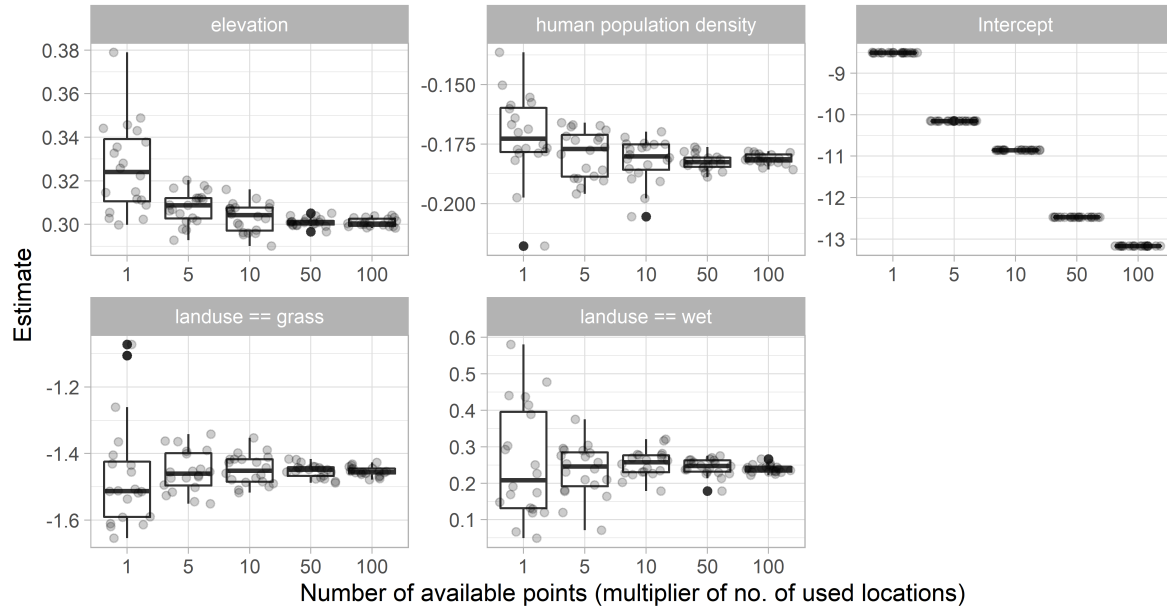 elevation
human population density
Intercept
0.38
0.36
0.34
0.32
0.30
-0.150
-0.175
-0.200
-9
-10
-11
-12
-13
1 5 10 50 100
1 5 10 50 100
1 5 10 50 100
Estimate
landuse == grass
landuse == wet
-1.2
-1.4
-1.6
0.6
0.5
0.4
0.3
0.2
0.1
1 5 10 50 100
1 5 10 50 100
Number of available points (multiplier of no. of used locations)